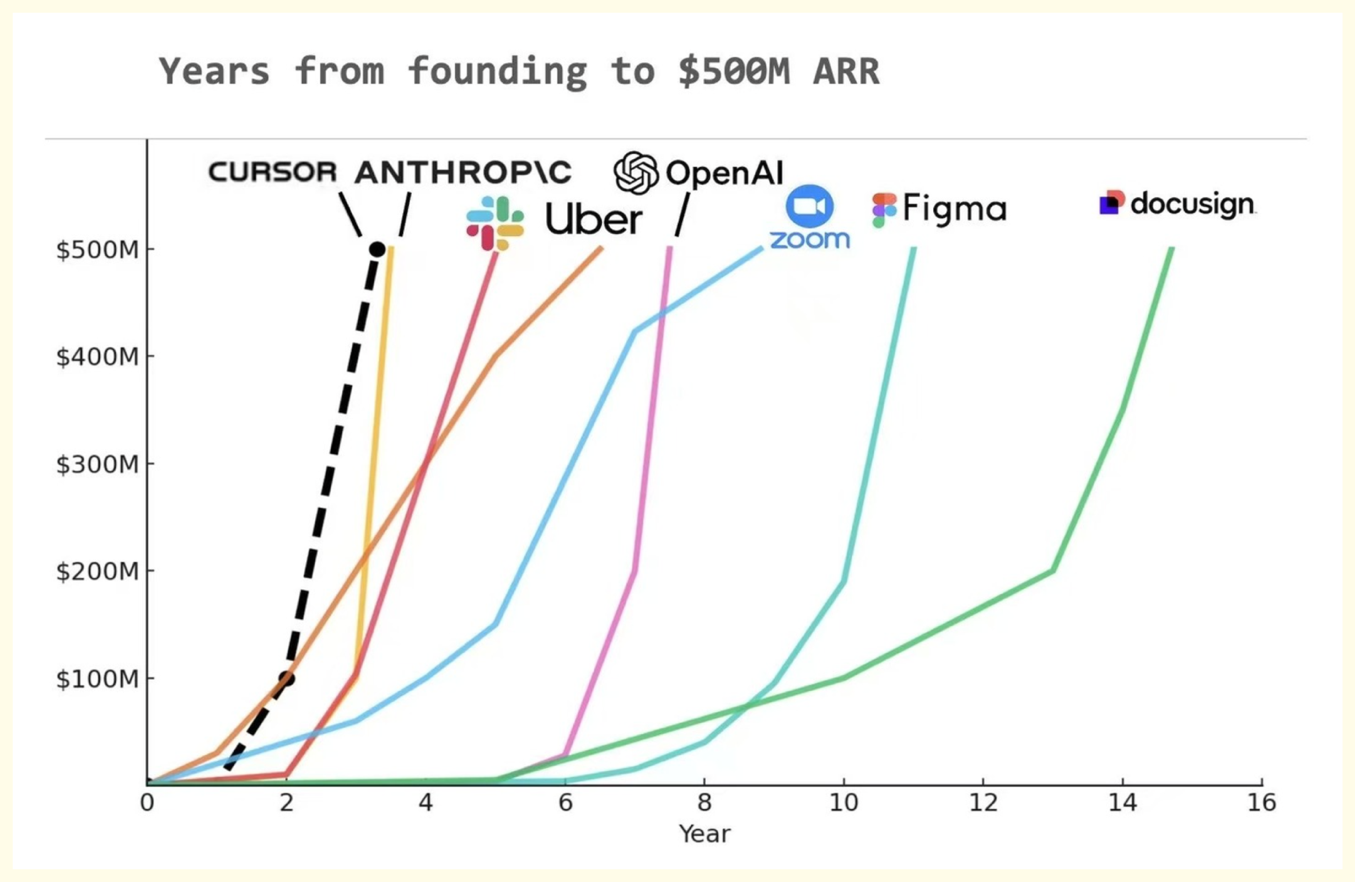 Years from founding to $500M ARR
CURSOR ANTHROP\C OpenAI
Uber zoom Figma docusign
$500M
$400M
$300M
$200M
$100M
0 2 4 6 8 10 12 14 16
Year